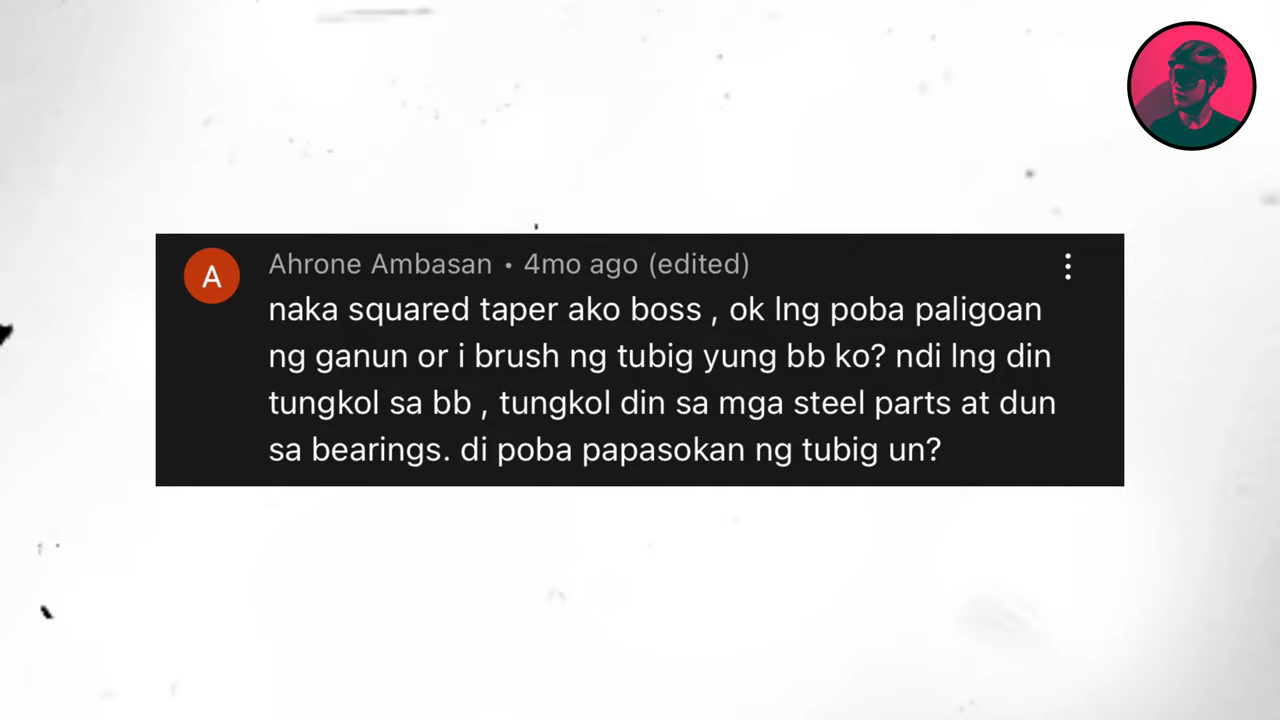 A
Ahrone Ambasan • 4mo ago (edited)
naka squared taper ako boss , ok lng poba paligoan
ng ganun or i brush ng tubig yung bb ko? ndi lng din
tungkol sa bb , tungkol din sa mga steel parts at dun
sa bearings. di poba papasokan ng tubig un?